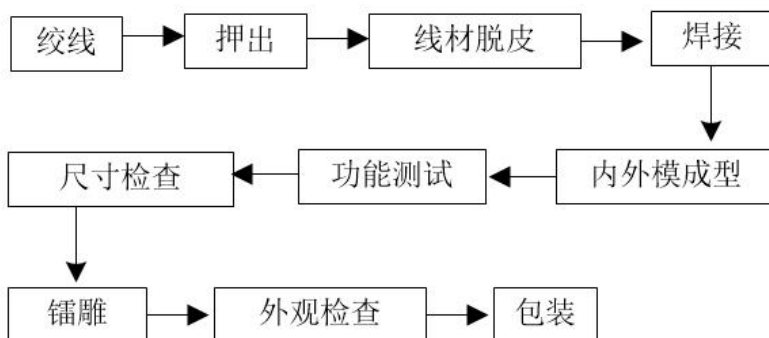 绞线
押出
线材脱皮
焊接
内外模成型
功能测试
尺寸检查
镭雕
外观检查
包装